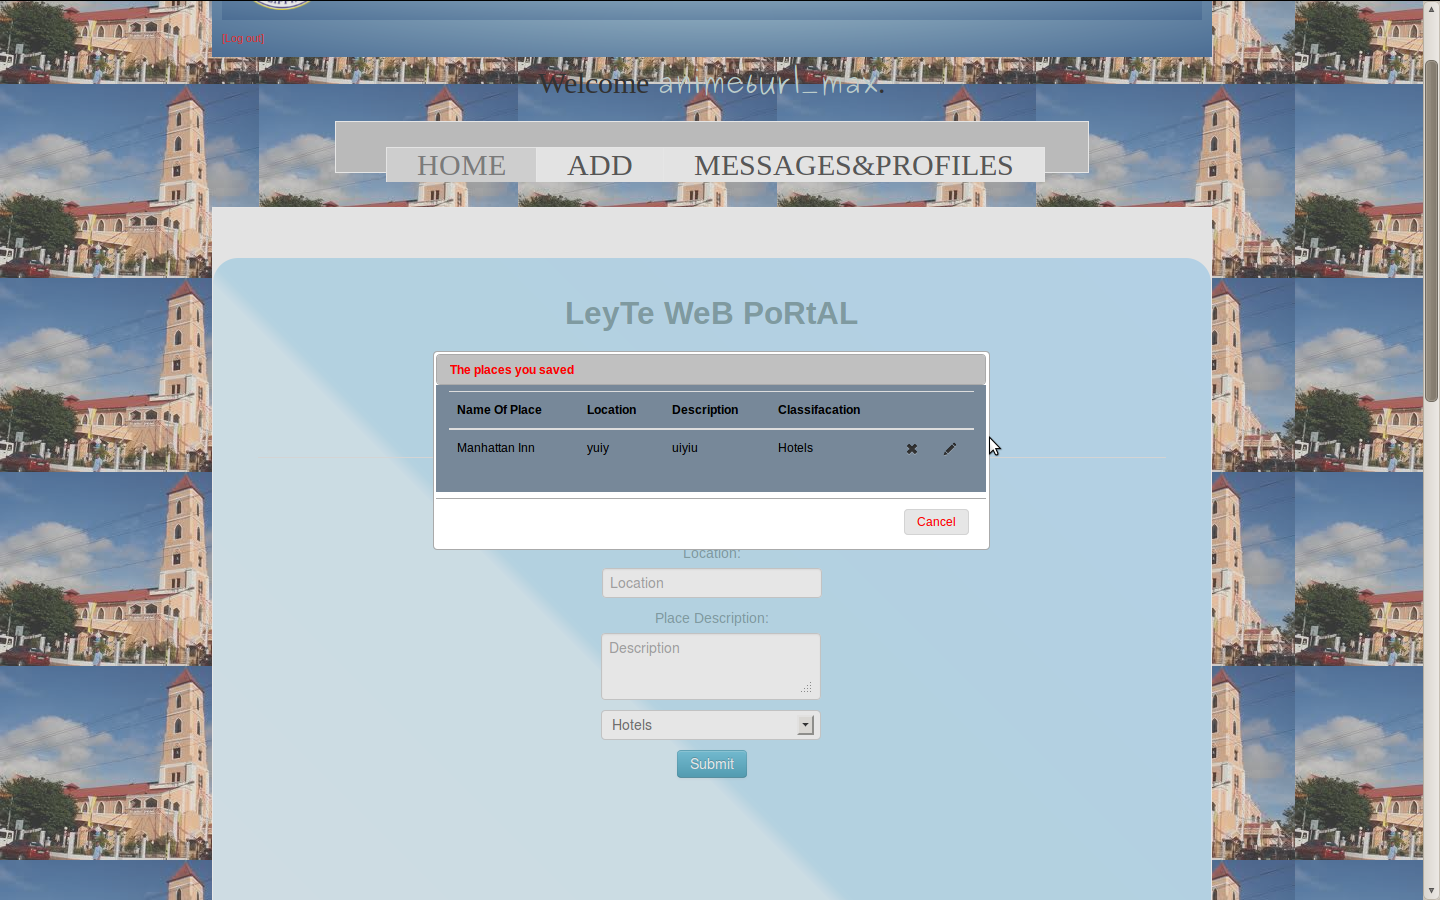 [Log out]
Welcome animeguri_max.
HOME ADD MESSAGES&PROFILES
LeyTe WeB PoRtAL
The places you saved
Name Of Place Location Description Classifacation
Manhattan Inn yuiy uiyiu Hotels
Cancel
Location:
Location
Place Description:
Description
Hotels
Submit